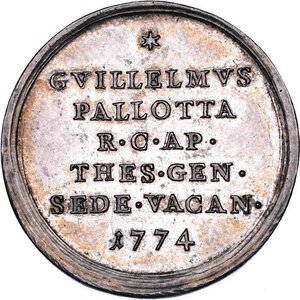 GVILLELMVS
PALLOTTA
R·C·AP·
THES·GEN·
SEDE·VACAN·
1774